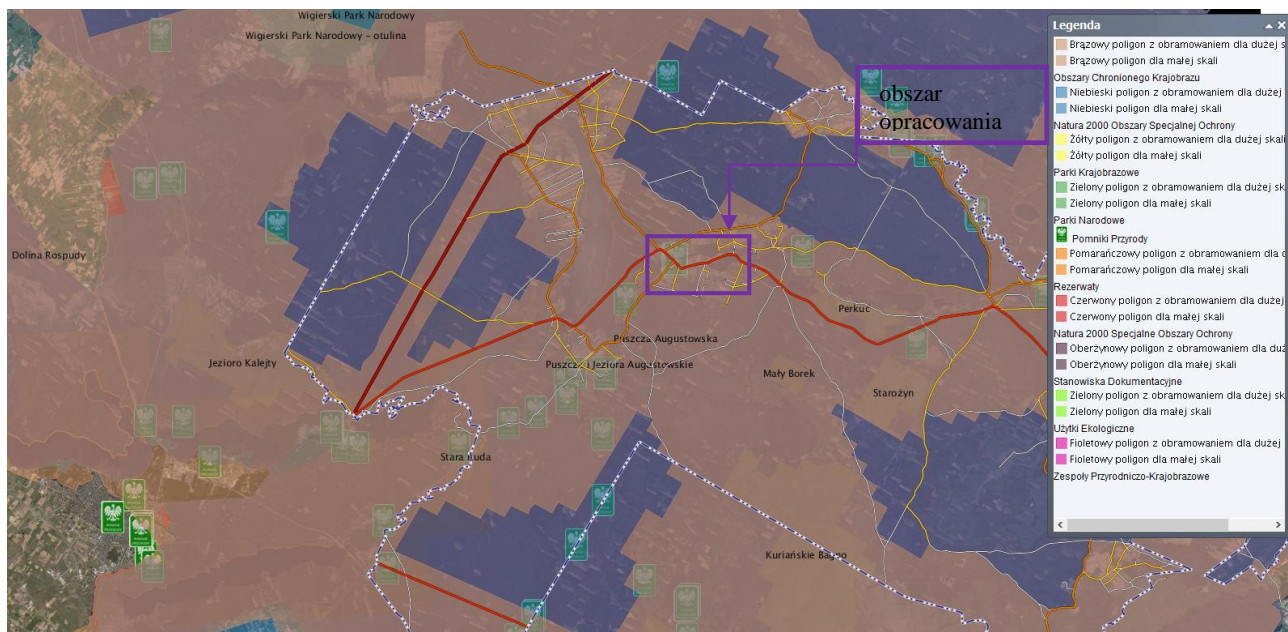 Wigierski Park Narodowy
Wigierski Park Narodowy - otulina
Legenda
Brązowy poligon z obramowaniem dla dużej s
Brązowy poligon dla małej skali
Obszary Chronionego Krajobrazu
Niebieski poligon z obramowaniem dla dużej
Niebieski poligon dla małej skali
Natura 2000 Obszary Specjalnej Ochrony
Żółty poligon z obramowaniem dla dużej skali
Żółty poligon dla małej skali
Parki Krajobrazowe
Zielony poligon z obramowaniem dla dużej sk
Zielony poligon dla małej skali
Parki Narodowe
Pomniki Przyrody
Pomarańczowy poligon z obramowaniem dla d
Pomarańczowy poligon dla małej skali
Rezerwaty
Czerwony poligon z obramowaniem dla dużej
Czerwony poligon dla małej skali
Natura 2000 Specjalne Obszary Ochrony
Oberżynowy poligon z obramowaniem dla duż
Oberżynowy poligon dla małej skali
Stanowiska Dokumentacyjne
Zielony poligon z obramowaniem dla dużej sk
Zielony poligon dla małej skali
Użytki Ekologiczne
Fioletowy poligon z obramowaniem dla dużej
Fioletowy poligon dla małej skali
Zespoły Przyrodniczo-Krajobrazowe
obszar
opracowania
Dolina Rospudy
Perkuć
Puszcza Augustowska
Jezioro Kalejty
Puszcza i Jeziora Augustowskie
Mały Borek
Starożyn
Stara Ruda
Kuriańskie Bagno